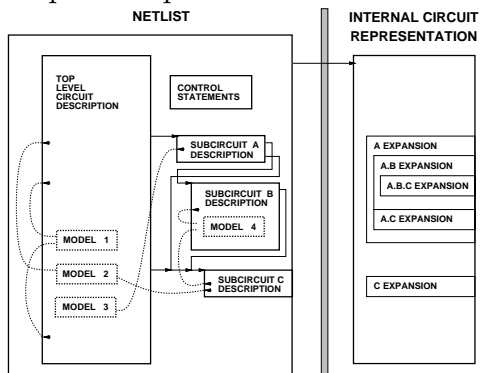 NETLIST
INTERNAL CIRCUIT
REPRESENTATION
TOP
LEVEL
CIRCUIT
DESCRIPTION
CONTROL
STATEMENTS
SUBCIRCUIT A
DESCRIPTION
SUBCIRCUIT B
DESCRIPTION
MODEL 4
MODEL 1
MODEL 2
MODEL 3
SUBCIRCUIT C
DESCRIPTION
A EXPANSION
A.B EXPANSION
A.B.C EXPANSION
A.C EXPANSION
C EXPANSION